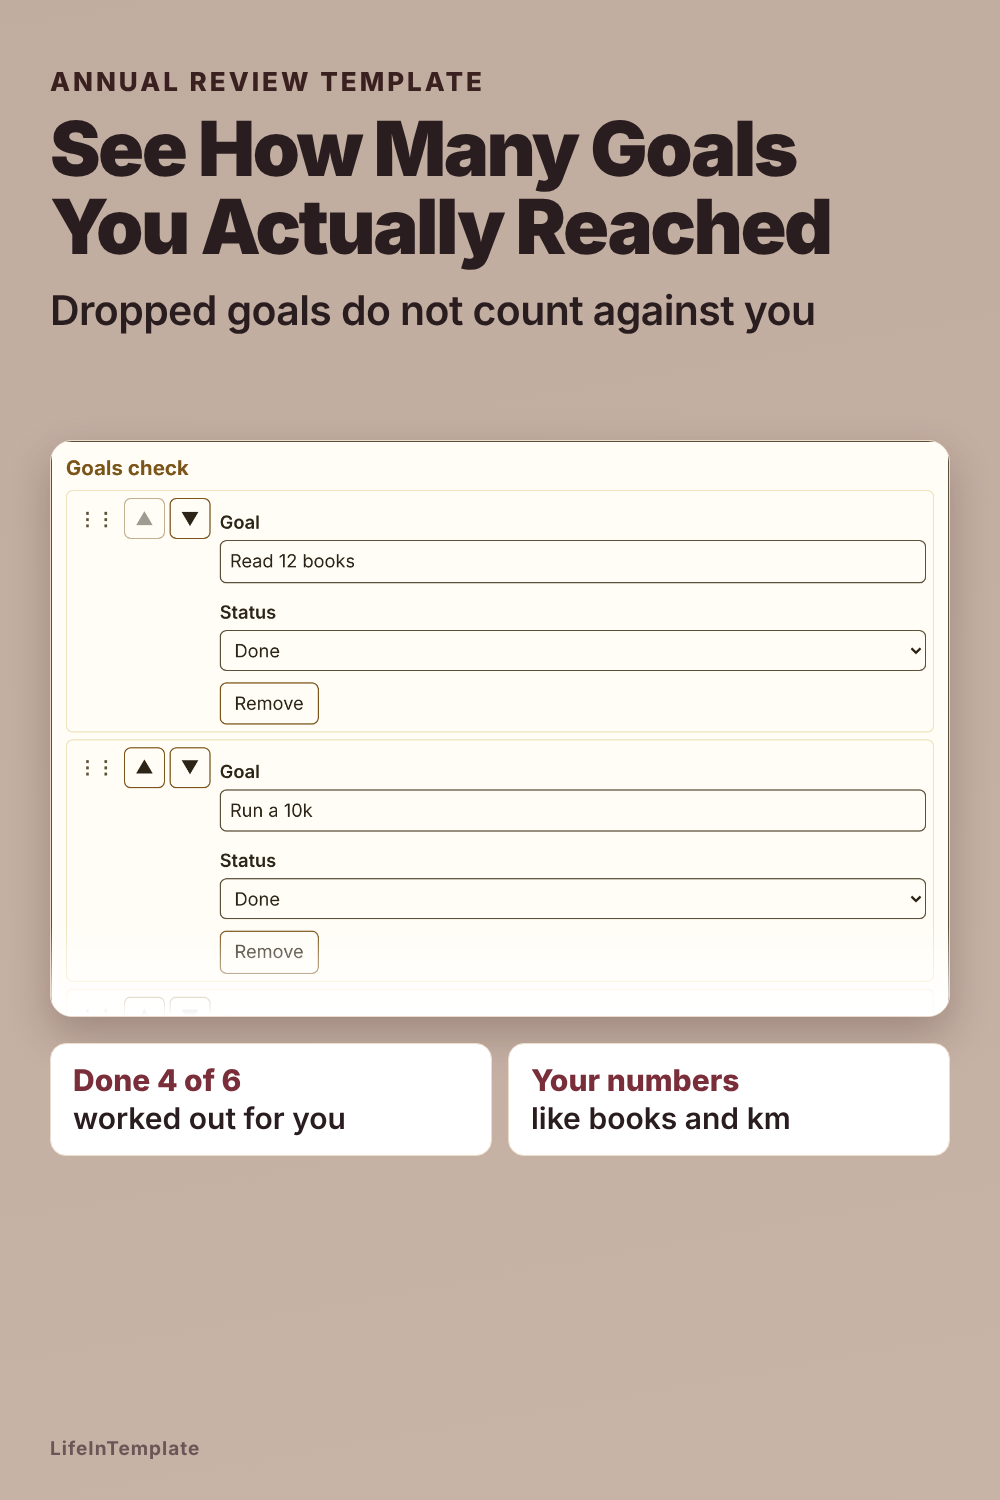 ANNUAL REVIEW TEMPLATE
See How Many Goals
You Actually Reached
Dropped goals do not count against you
Goals check
Goal
Read 12 books
Status
Done
Remove
Goal
Run a 10k
Status
Done
Remove
Done 4 of 6
worked out for you
Your numbers
like books and km
LifeInTemplate